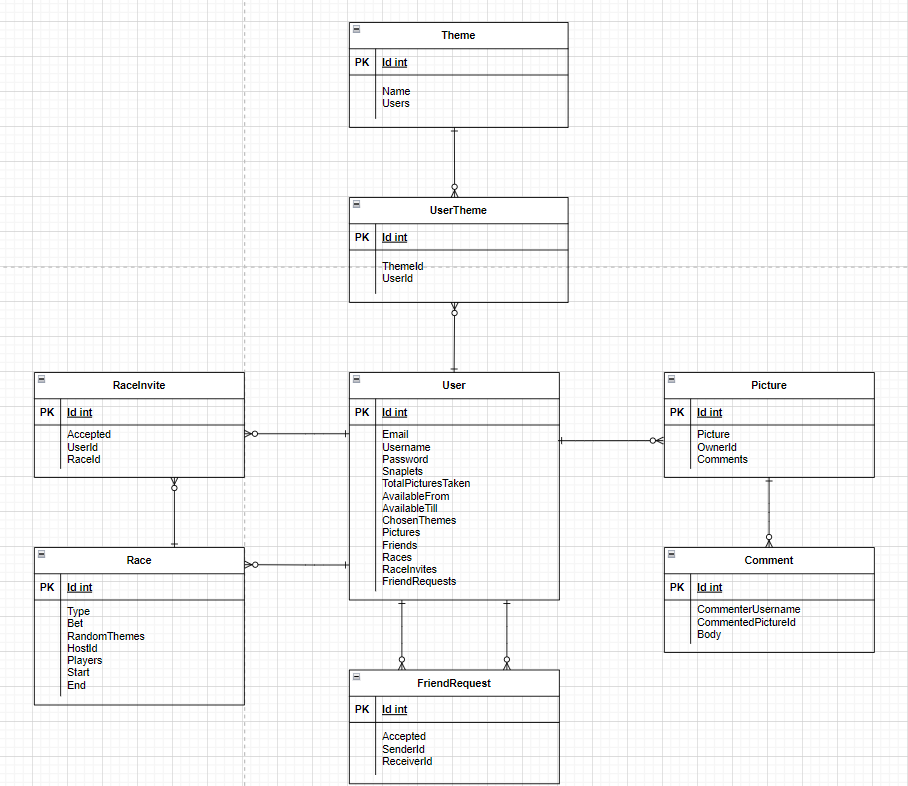 Theme
PK Id int
Name
Users
UserTheme
PK Id int
ThemeId
UserId
RaceInvite
PK Id int
Accepted
UserId
RaceId
User
PK Id int
Email
Username
Password
Snaplets
TotalPicturesTaken
AvailableFrom
AvailableTill
ChosenThemes
Pictures
Friends
Races
RaceInvites
FriendRequests
Picture
PK Id int
Picture
OwnerId
Comments
Race
PK Id int
Type
Bet
RandomThemes
HostId
Players
Start
End
Comment
PK Id int
CommenterUsername
CommentedPictureId
Body
FriendRequest
PK Id int
Accepted
SenderId
ReceiverId